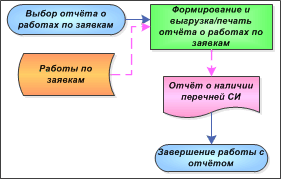 Выбор отчёта о
работах по заявкам
Формирование и
выгрузка/печать
отчёта о работах по
заявкам
Работы по
заявкам
Отчёт о наличии
перечней СИ
Завершение работы с
отчётом